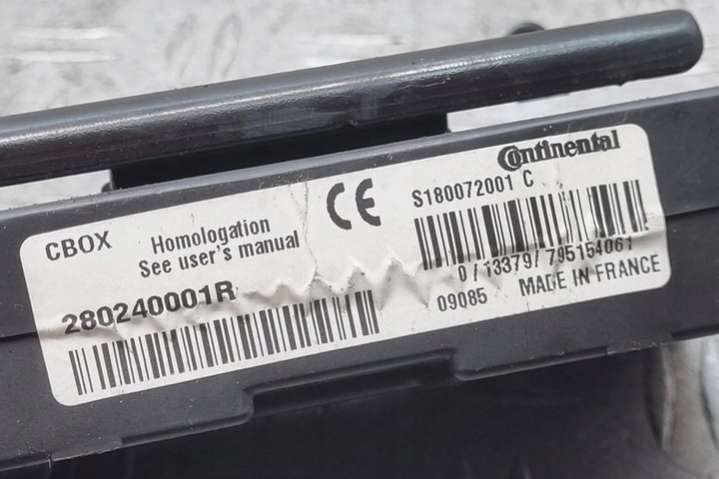 CBOX
Homologation
See user's manual
CE
Continental
S180072001 C
280240001R
0/13379/795154061
09085
MADE IN FRANCE